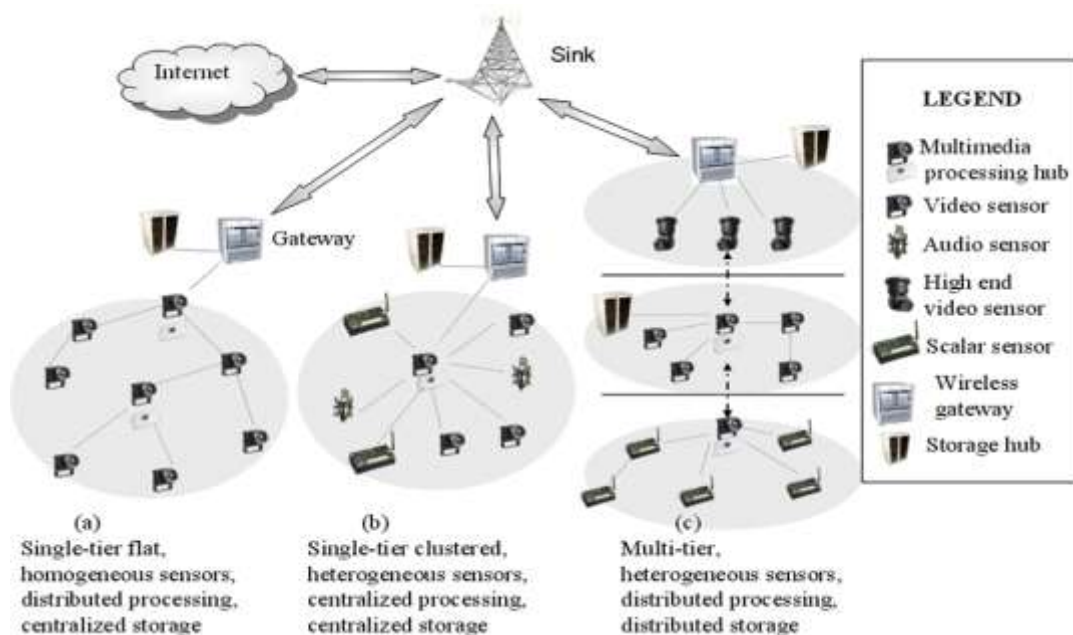 Internet
Sink
Gateway
LEGEND
Multimedia
processing hub
Video sensor
Audio sensor
High end
video sensor
Scalar sensor
Wireless
gateway
Storage hub
(a)
Single-tier flat,
homogeneous sensors,
distributed processing,
centralized storage
(b)
Single-tier clustered,
heterogeneous sensors,
centralized processing,
centralized storage
(c)
Multi-tier,
heterogeneous sensors,
distributed processing,
distributed storage